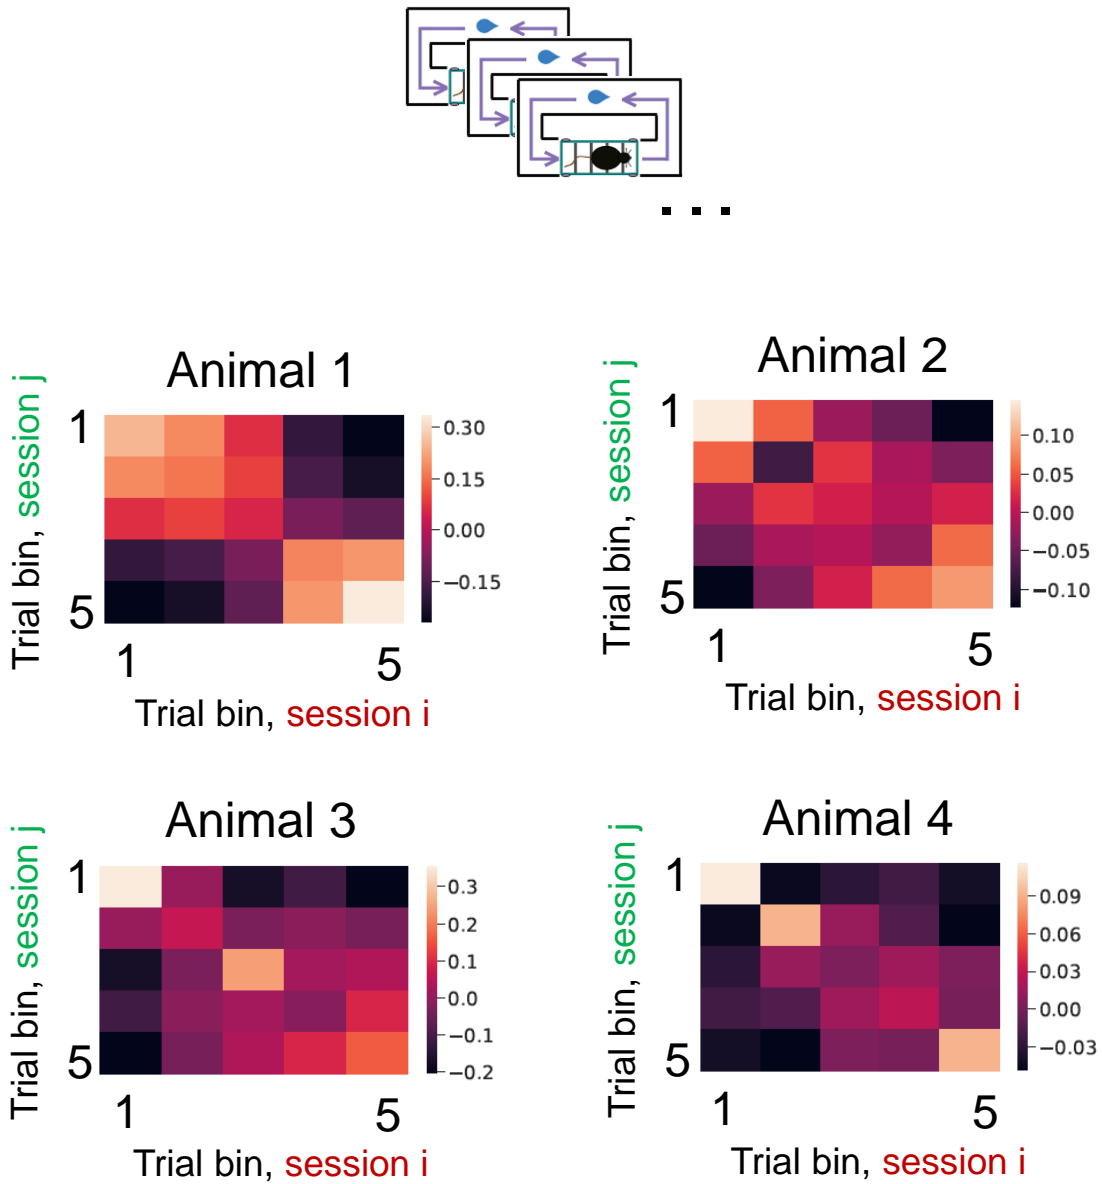 . . .
Animal 1
Trial bin, session j
1
5
1
5
Trial bin, session i
0.30
0.15
0.00
−0.15
Animal 2
Trial bin, session j
1
5
1
5
Trial bin, session i
0.10
0.05
0.00
−0.05
−0.10
Animal 3
Trial bin, session j
1
5
1
5
Trial bin, session i
0.3
0.2
0.1
0.0
−0.1
−0.2
Animal 4
Trial bin, session j
1
5
1
5
Trial bin, session i
0.09
0.06
0.03
0.00
−0.03